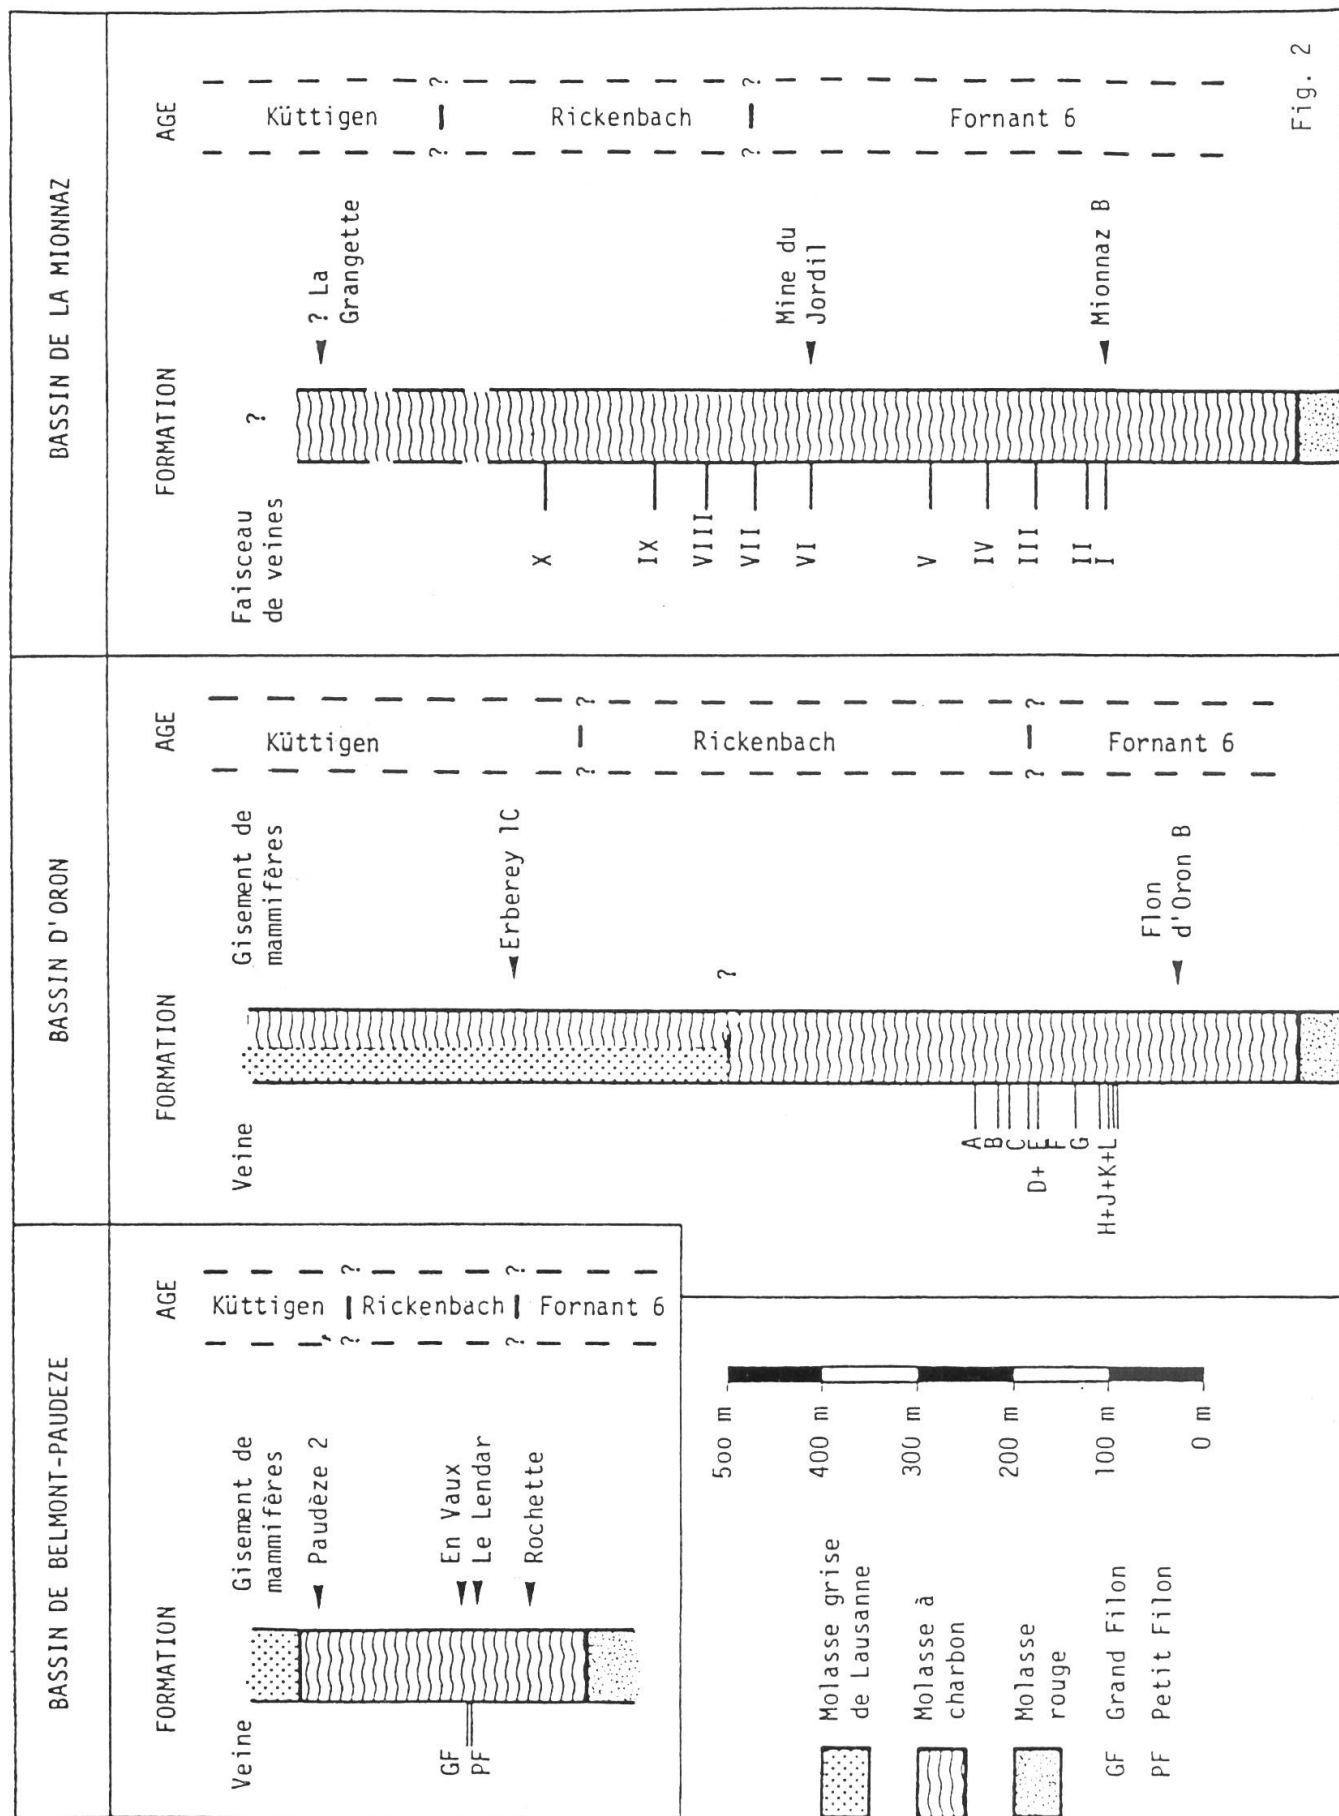 BASSIN DE BELMONT-PAUDEZE
FORMATION
AGE
Veine
Gisement de
mammifères
Paudèze 2
En Vaux
Le Lendar
Rochette
GF
PF
Küttigen
?
?
Rickenbach
?
?
Fornant 6
BASSIN D'ORON
FORMATION
AGE
Veine
Gisement de
mammifères
Erberey 1C
?
Flon
d'Oron B
A
B
C
D+E
F
G
H+J+K+L
Küttigen
?
?
Rickenbach
?
?
Fornant 6
BASSIN DE LA MIONNAZ
FORMATION
AGE
Faisceau
de veines
?
? La
Grangette
Mine du
Jordil
Mionnaz B
X
IX
VIII
VII
VI
V
IV
III
II
I
Küttigen
?
?
Rickenbach
?
?
Fornant 6
Molasse grise
de Lausanne
Molasse à
charbon
Molasse
rouge
GF Grand Filon
PF Petit Filon
500 m
400 m
300 m
200 m
100 m
0 m
Fig. 2